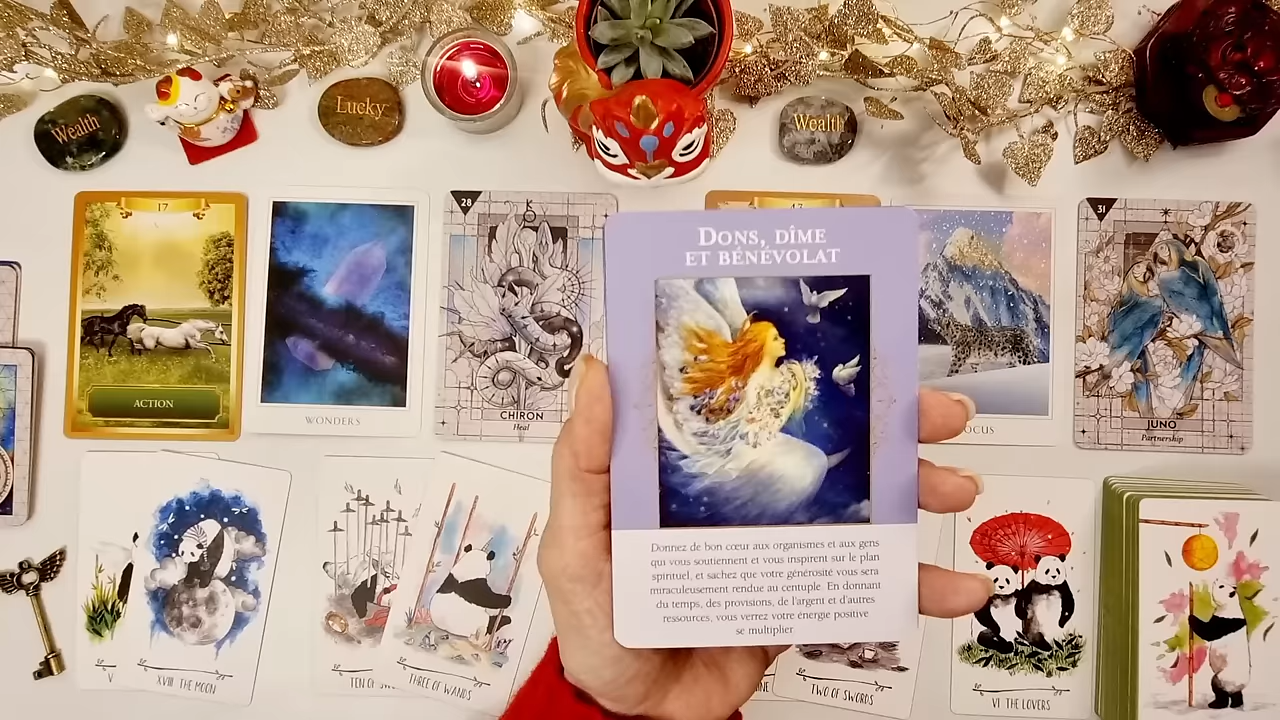 Wealth
Lucky
Wealth
17
ACTION
WONDERS
28
CHIRON
Heal
DONS, DÎME
ET BÉNÉVOLAT
Donnez de bon cœur aux organismes et aux gens
qui vous soutiennent et vous inspirent sur le plan
spirituel, et sachez que votre générosité vous sera
miraculeusement rendue au centuple. En donnant
du temps, des provisions, de l'argent et d'autres
ressources, vous verrez votre énergie positive
se multiplier
OCUS
31
JUNO
Partnership
V
XVIII THE MOON
TEN OF SW
THREE OF WANDS
TWO OF SWORDS
VI THE LOVERS